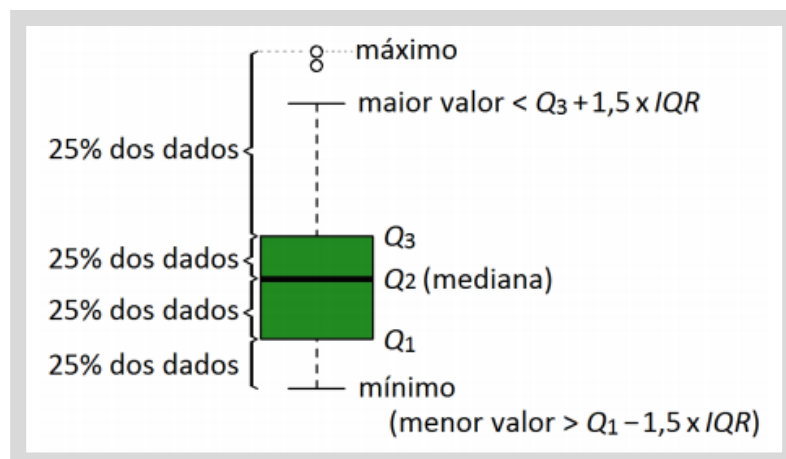 máximo
maior valor < Q3 + 1,5 x IQR
25% dos dados
Q3
25% dos dados
Q2 (mediana)
25% dos dados
Q1
25% dos dados
mínimo
(menor valor > Q1 − 1,5 x IQR)